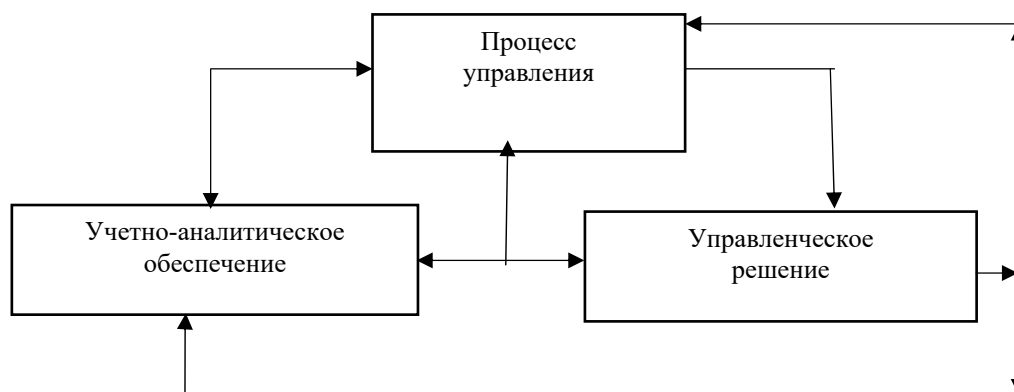 Процесс
управления
Учетно-аналитическое
обеспечение
Управленческое
решение